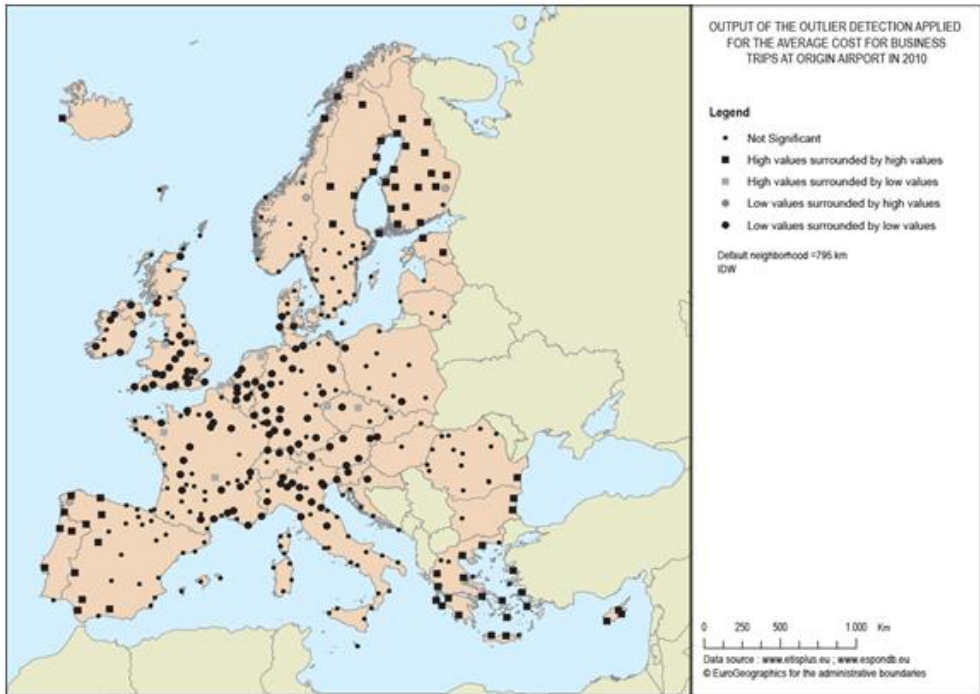 OUTPUT OF THE OUTLIER DETECTION APPLIED
FOR THE AVERAGE COST FOR BUSINESS
TRIPS AT ORIGIN AIRPORT IN 2010
Legend
Not Significant
High values surrounded by high values
High values surrounded by low values
Low values surrounded by high values
Low values surrounded by low values
Default neighborhood =795 km
IDW
0 250 500 1 000 Km
Data source : www.etisplus.eu ; www.espondb.eu
© EuroGeographics for the administrative boundaries